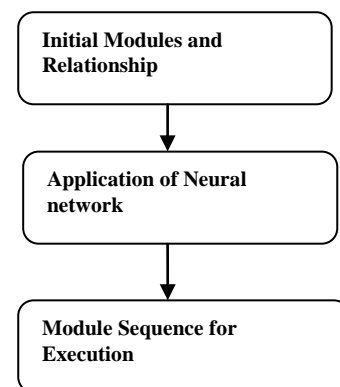 Initial Modules and
Relationship
Application of Neural
network
Module Sequence for
Execution